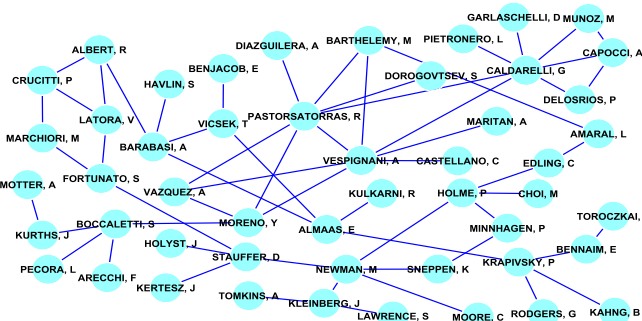 GARLASCHELLI, D
MUNOZ, M
ALBERT, R
DIAZGUILERA, A
BARTHELEMY, M
PIETRONERO, L
CAPOCCI, A
CRUCITTI, P
HAVLIN, S
BENJACOB, E
DOROGOVTSEV, S
CALDARELLI, G
DELOSRIOS, P
LATORA, V
VICSEK, T
PASTORSATORRAS, R
MARITAN, A
AMARAL, L
MARCHIORI, M
BARABASI, A
VESPIGNANI, A
CASTELLANO, C
EDLING, C
MOTTER, A
FORTUNATO, S
VAZQUEZ, A
KULKARNI, R
HOLME, P
CHOI, M
TOROCZKAI,
KURTHS, J
BOCCALETTI, S
MORENO, Y
ALMAAS, E
MINNHAGEN, P
BENNAIM, E
HOLYST, J
STAUFFER, D
PECORA, L
ARECCHI, F
NEWMAN, M
SNEPPEN, K
KRAPIVSKY, P
KERTESZ, J
TOMKINS, A
KLEINBERG, J
LAWRENCE, S
MOORE, C
RODGERS, G
KAHNG, B